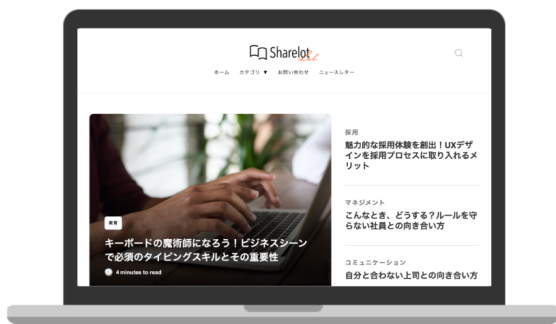 Sharelot
ホーム カテゴリ ▼ お問い合わせ ニュースレター
教育
キーボードの魔術師になろう！ビジネスシーン
で必須のタイピングスキルとその重要性
4 minutes to read
採用
魅力的な採用体験を創出！UXデザ
インを採用プロセスに取り入れるメ
リット
マネジメント
こんなとき、どうする？ルールを守
らない社員との向き合い方
コミュニケーション
自分と合わない上司との向き合い方